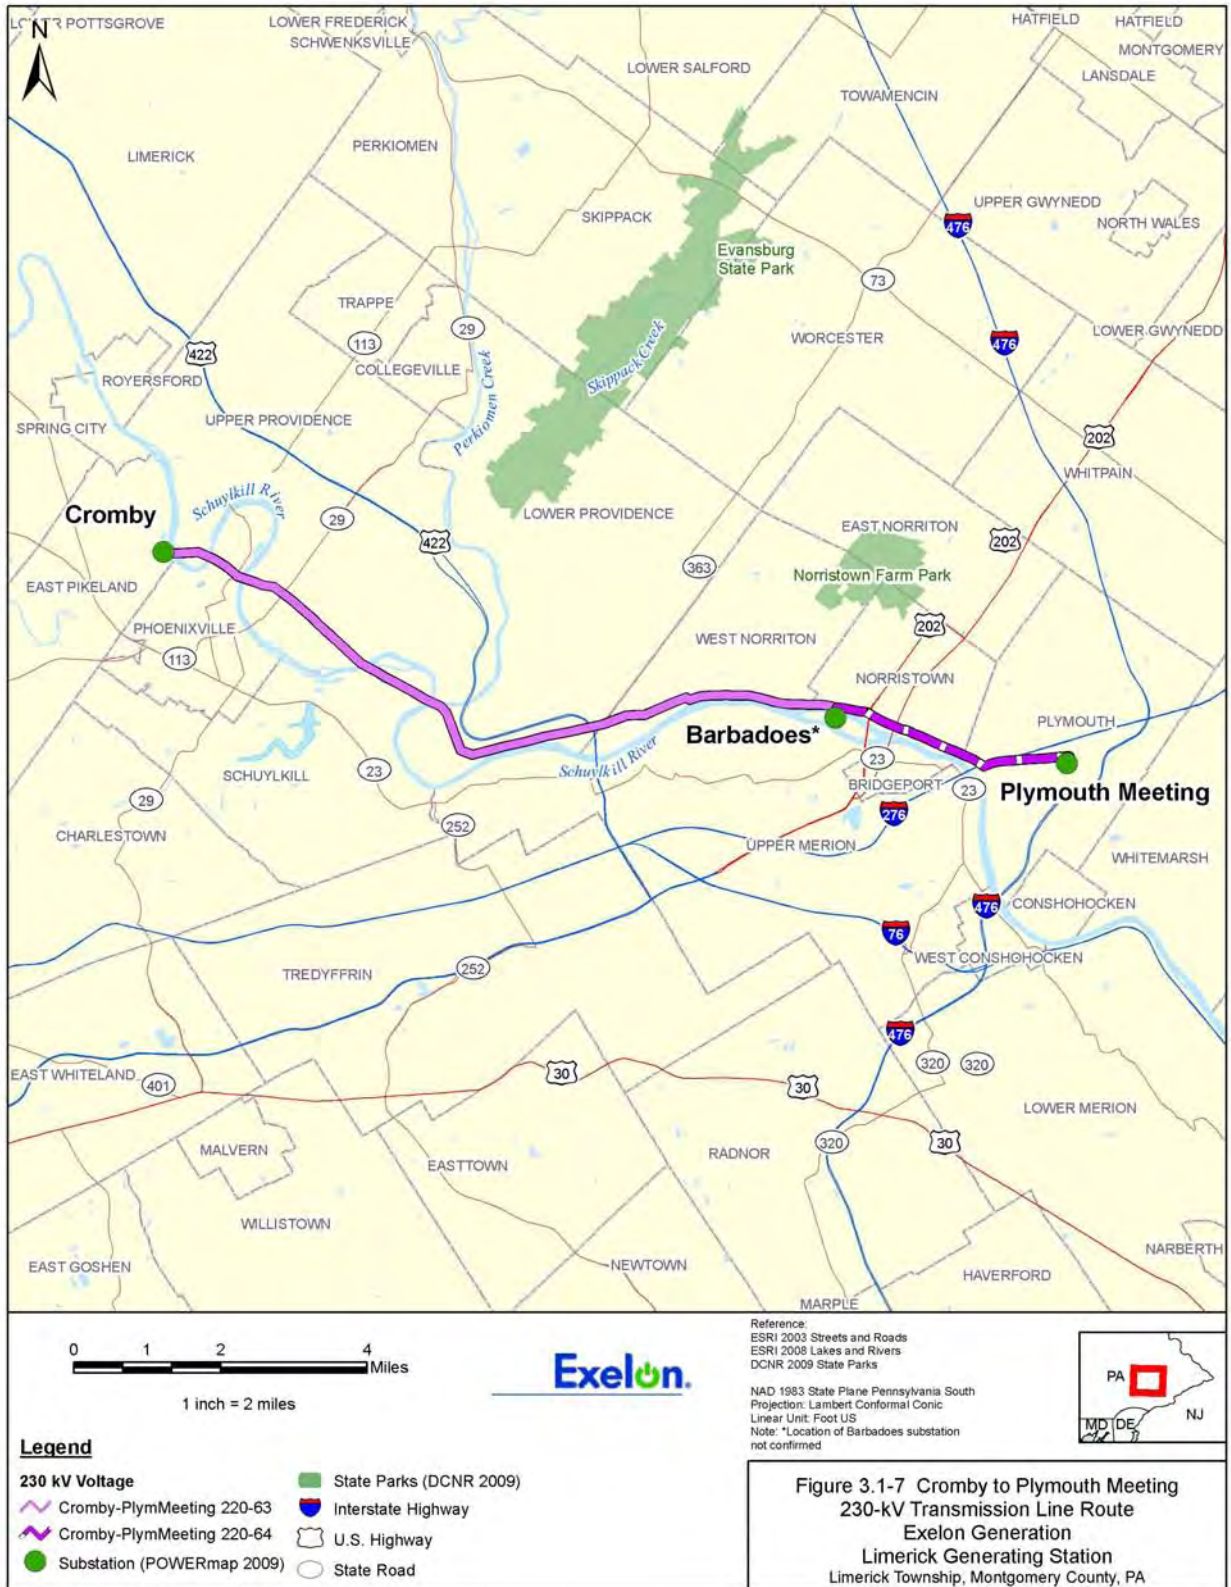 N
LOWER POTTSGROVE
LOWER FREDERICK
SCHWENKSVILLE
HATFIELD
HATFIELD
MONTGOMERY
LANSDALE
LOWER SALFORD
TOWAMENCIN
PERKIOMEN
LIMERICK
SKIPPACK
UPPER GWYNEDD
476
NORTH WALES
Evansburg
State Park
73
TRAPPE
29
113
422
COLLEGEVILLE
WORCESTER
476
LOWER GWYNEDD
ROYERSFORD
Skippack Creek
Perkiomen Creek
UPPER PROVIDENCE
SPRING CITY
202
WHITPAIN
Schuylkill River
Cromby
29
LOWER PROVIDENCE
EAST NORRITON
422
202
363
Norristown Farm Park
EAST PIKELAND
PHOENIXVILLE
113
WEST NORRITON
202
NORRISTOWN
PLYMOUTH
Barbadoes*
23
Schuylkill River
SCHUYLKILL
23
BRIDGEPORT
23
Plymouth Meeting
29
252
276
CHARLESTOWN
UPPER MERION
WHITEMARSH
476
CONSHOHOCKEN
76
WEST CONSHOHOCKEN
TREDYFFRIN
252
476
320
320
EAST WHITELAND
401
30
30
LOWER MERION
MALVERN
EASTTOWN
RADNOR
320
30
WILLISTOWN
NARBERTH
EAST GOSHEN
NEWTOWN
HAVERFORD
MARPLE
0 1 2 4
Miles
1 inch = 2 miles
Exelon.
Reference:
ESRI 2003 Streets and Roads
ESRI 2008 Lakes and Rivers
DCNR 2009 State Parks
NAD 1983 State Plane Pennsylvania South
Projection: Lambert Conformal Conic
Linear Unit: Foot US
Note: *Location of Barbadoes substation
not confirmed
PA
NJ
MD DE
Legend
230 kV Voltage
Cromby-PlymMeeting 220-63
Cromby-PlymMeeting 220-64
Substation (POWERmap 2009)
State Parks (DCNR 2009)
Interstate Highway
U.S. Highway
State Road
Figure 3.1-7 Cromby to Plymouth Meeting
230-kV Transmission Line Route
Exelon Generation
Limerick Generating Station
Limerick Township, Montgomery County, PA